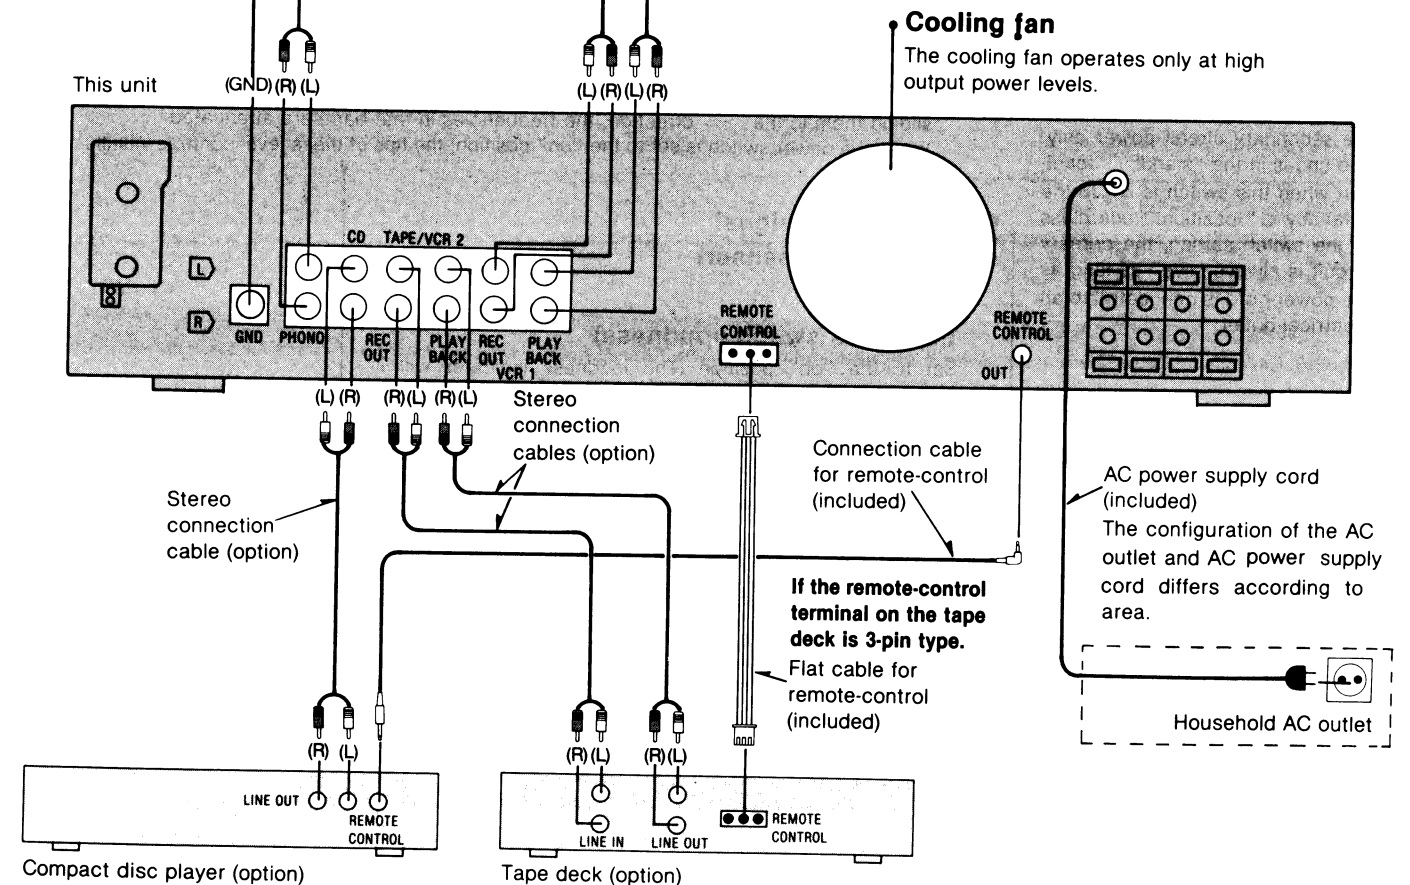 Cooling fan
The cooling fan operates only at high
output power levels.
This unit
(GND) (R) (L)
(L) (R) (L) (R)
CD TAPE/VCR 2
L
R
GND
PHONO
REC
OUT
PLAY
BACK
REC
OUT
PLAY
BACK
VCR 1
REMOTE
CONTROL
REMOTE
CONTROL
OUT
(L) (R) (R) (L) (R) (L)
Stereo
connection
cables (option)
Stereo
connection
cable (option)
Connection cable
for remote-control
(included)
AC power supply cord
(included)
The configuration of the AC
outlet and AC power supply
cord differs according to
area.
If the remote-control
terminal on the tape
deck is 3-pin type.
Flat cable for
remote-control
(included)
Household AC outlet
(R) (L)
(R) (L) (R) (L)
LINE OUT
REMOTE
CONTROL
LINE IN
LINE OUT
REMOTE
CONTROL
Compact disc player (option)
Tape deck (option)